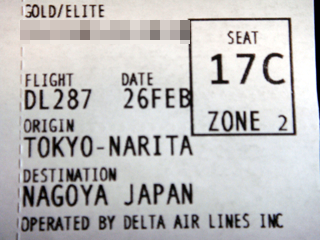 GOLD/ELITE
SEAT
17C
ZONE 2
FLIGHT DATE
DL287 26FEB
ORIGIN
TOKYO-NARITA
DESTINATION
NAGOYA JAPAN
OPERATED BY DELTA AIR LINES INC